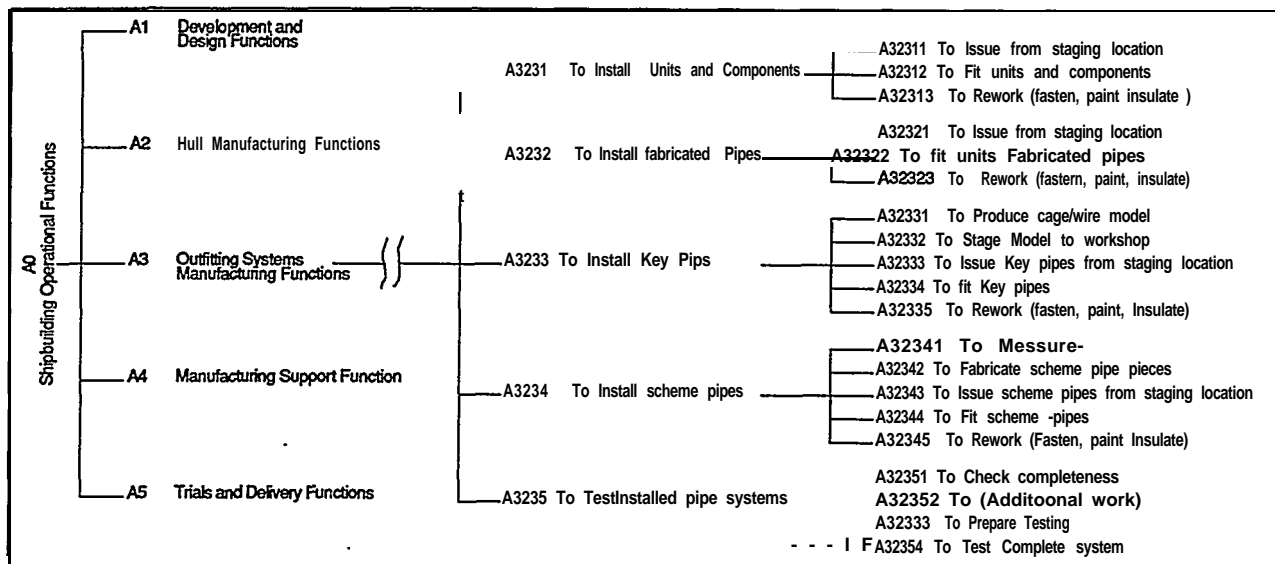 A0
Shipbuilding Operational Functions
A1 Development and
Design Functions
A2 Hull Manufacturing Functions
A3 Outfitting Systems
Manufacturing Functions
A4 Manufacturing Support Function
A5 Trials and Delivery Functions
A3231 To Install Units and Components
A32311 To Issue from staging location
A32312 To Fit units and components
A32313 To Rework (fasten, paint insulate )
A3232 To Install fabricated Pipes
A32321 To Issue from staging location
A32322 To fit units Fabricated pipes
A32323 To Rework (fastern, paint, insulate)
A3233 To Install Key Pips
A32331 To Produce cage/wire model
A32332 To Stage Model to workshop
A32333 To Issue Key pipes from staging location
A32334 To fit Key pipes
A32335 To Rework (fasten, paint, Insulate)
A3234 To Install scheme pipes
A32341 To Messure-
A32342 To Fabricate scheme pipe pieces
A32343 To Issue scheme pipes from staging location
A32344 To Fit scheme -pipes
A32345 To Rework (Fasten, paint Insulate)
A3235 To TestInstalled pipe systems
A32351 To Check completeness
A32352 To (Additoonal work)
A32333 To Prepare Testing
- - - I F A32354 To Test Complete system